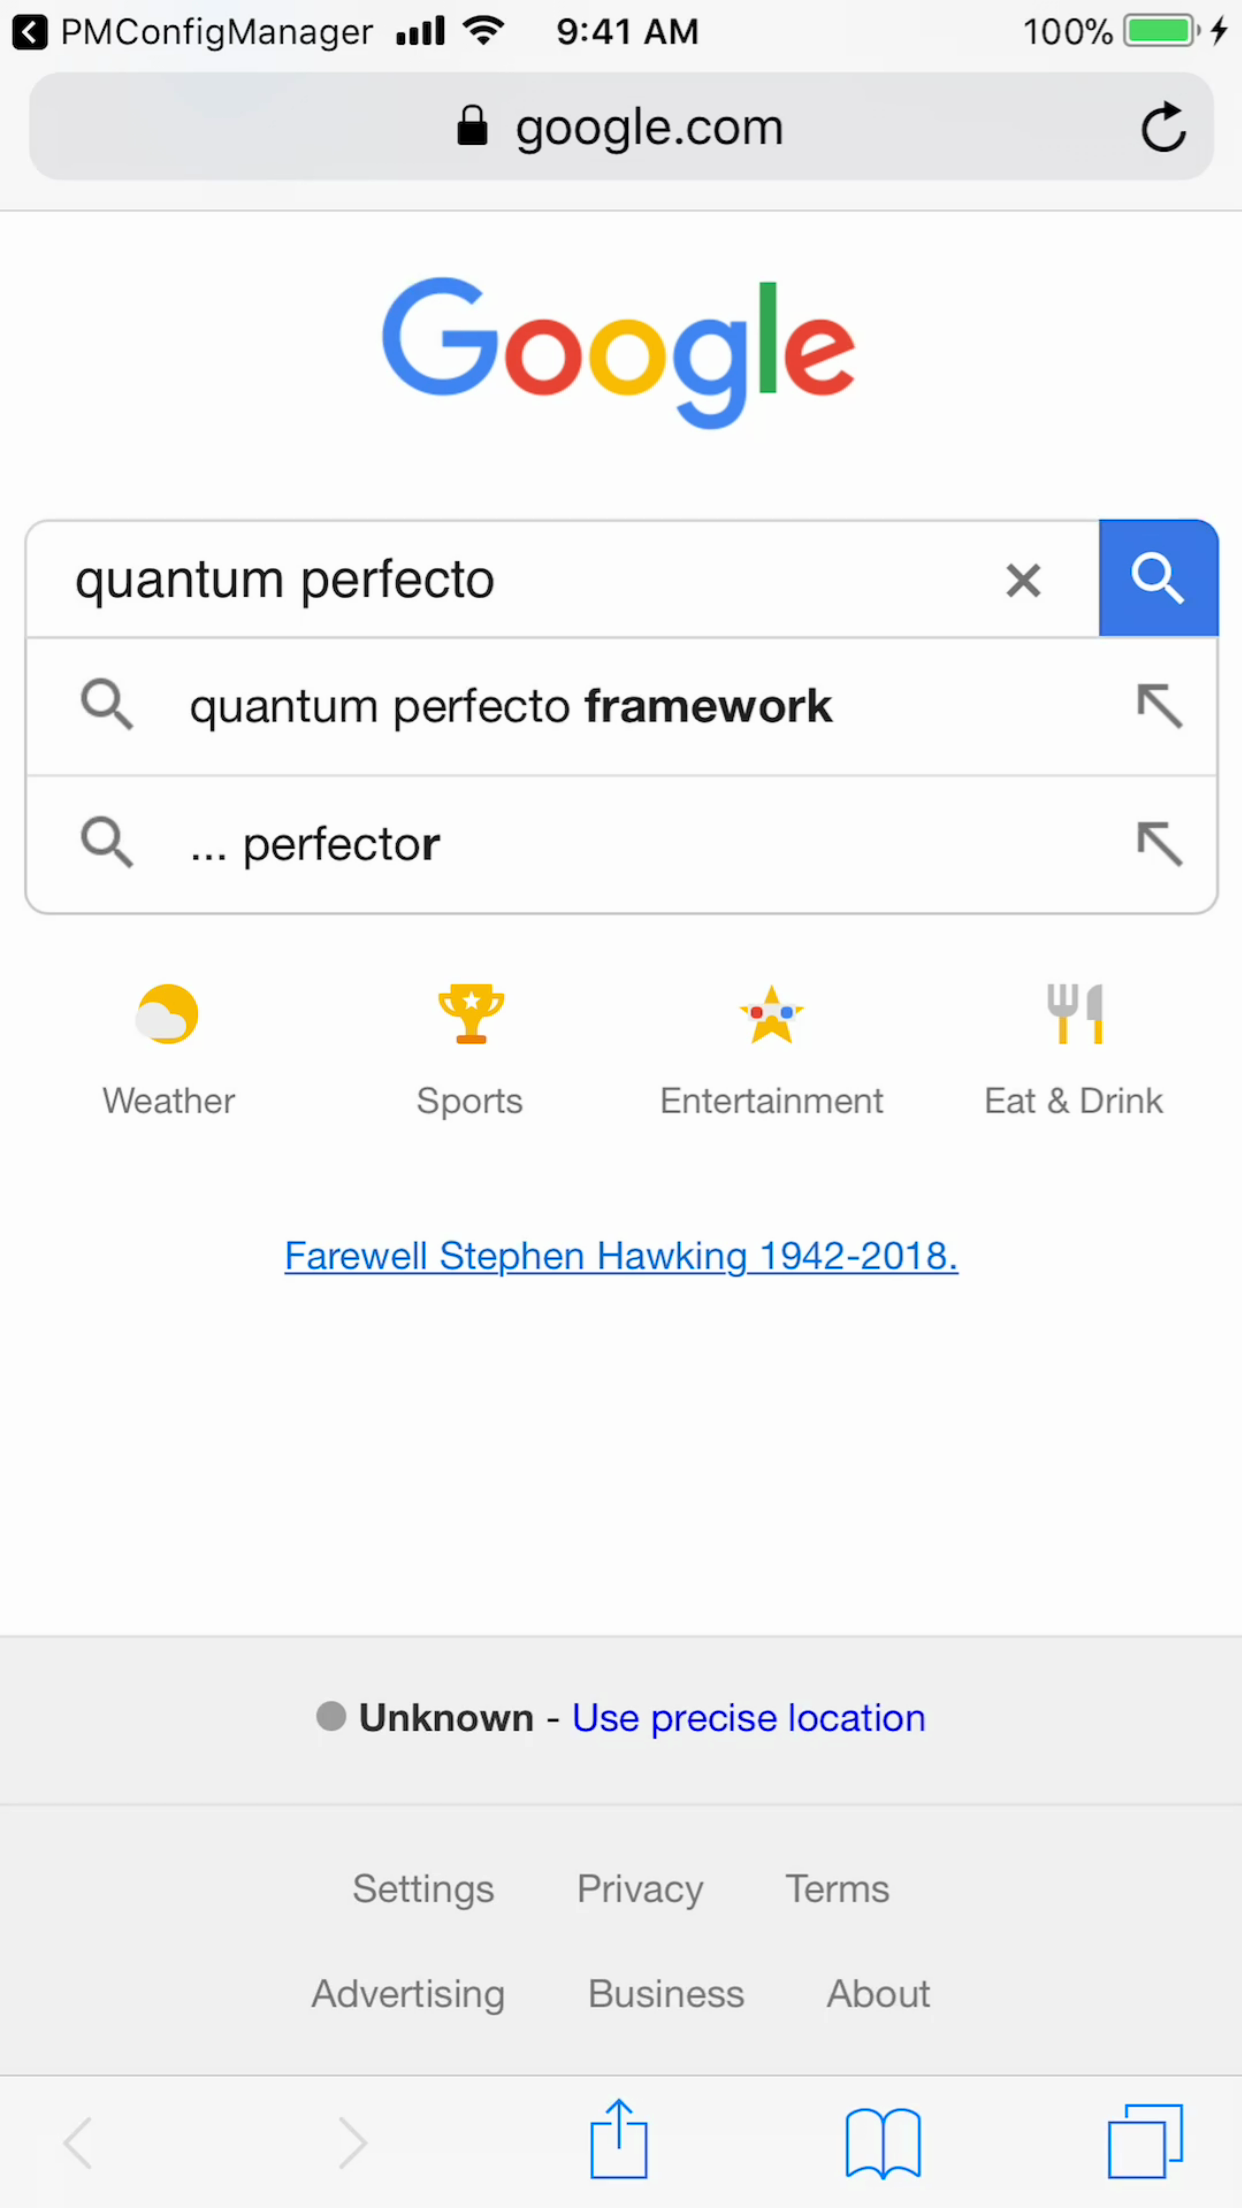 PMConfigManager 9:41 AM 100%
google.com
Google
quantum perfecto
quantum perfecto framework
... perfector
Weather Sports Entertainment Eat & Drink
Farewell Stephen Hawking 1942-2018.
Unknown - Use precise location
Settings Privacy Terms
Advertising Business About